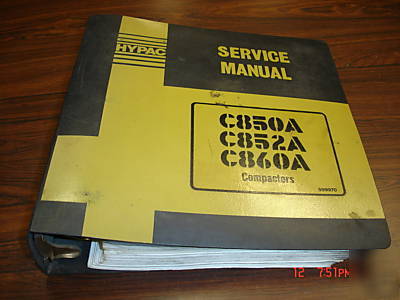 HYPAC
SERVICE
MANUAL
C850A
C852A
C860A
Compactors
12 7:51PM